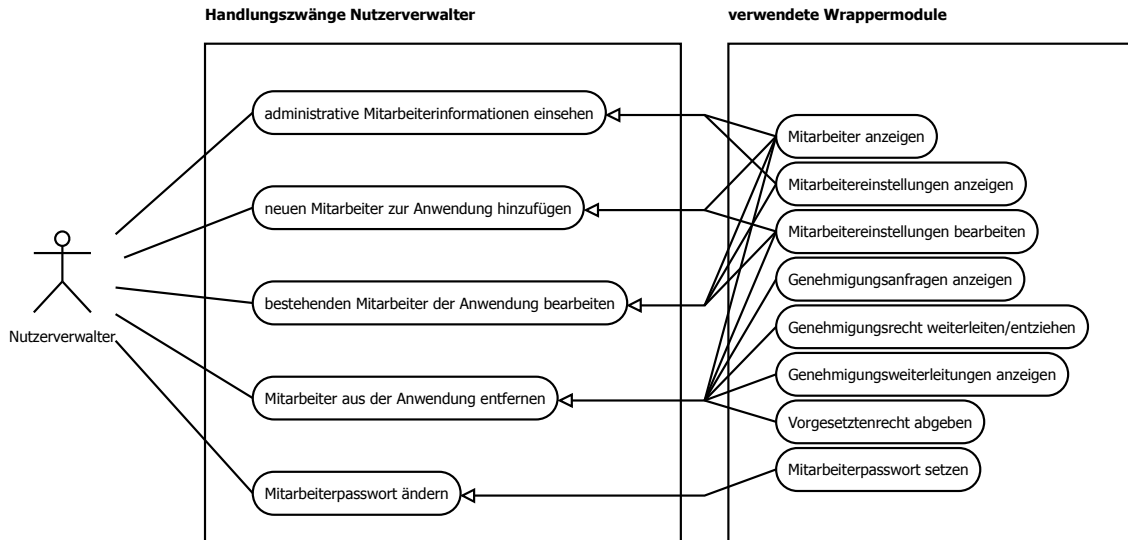 Handlungszwänge Nutzerverwalter
verwendete Wrappermodule
administrative Mitarbeiterinformationen einsehen
neuen Mitarbeiter zur Anwendung hinzufügen
bestehenden Mitarbeiter der Anwendung bearbeiten
Mitarbeiter aus der Anwendung entfernen
Mitarbeiterpasswort ändern
Nutzerverwalter
Mitarbeiter anzeigen
Mitarbeitereinstellungen anzeigen
Mitarbeitereinstellungen bearbeiten
Genehmigungsanfragen anzeigen
Genehmigungsrecht weiterleiten/entziehen
Genehmigungsweiterleitungen anzeigen
Vorgesetztenrecht abgeben
Mitarbeiterpasswort setzen